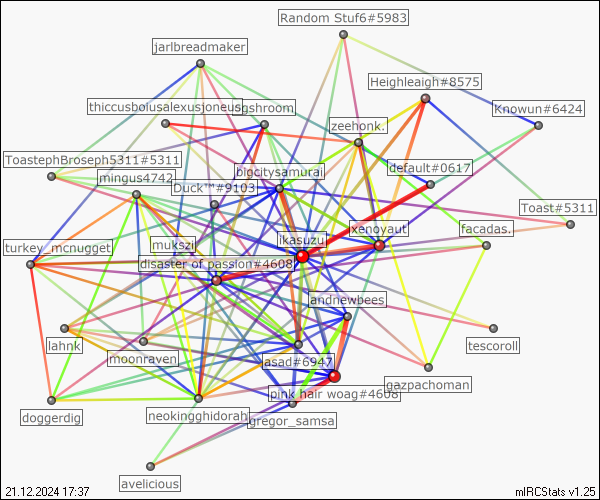 Random Stuf6#5983
jarlbreadmaker
Heighleaigh#8575
thiccusboiusalexusjoneus
gshroom
Knowun#6424
zeehonk.
ToastephBroseph5311#5311
bigcitysamurai
default#0617
mingus4742
Duck™#9103
Toast#5311
ikasuzu
xenoyaut
facadas.
turkey_mcnugget
mukszi
disaster of passion#4608
andnewbees
lahnk
moonraven
asad#6947
tescoroll
pink hair woag#4608
gazpachoman
doggerdig
neokingghidorah
gregor_samsa
avelicious
21.12.2024 17:37
mIRCStats v1.25